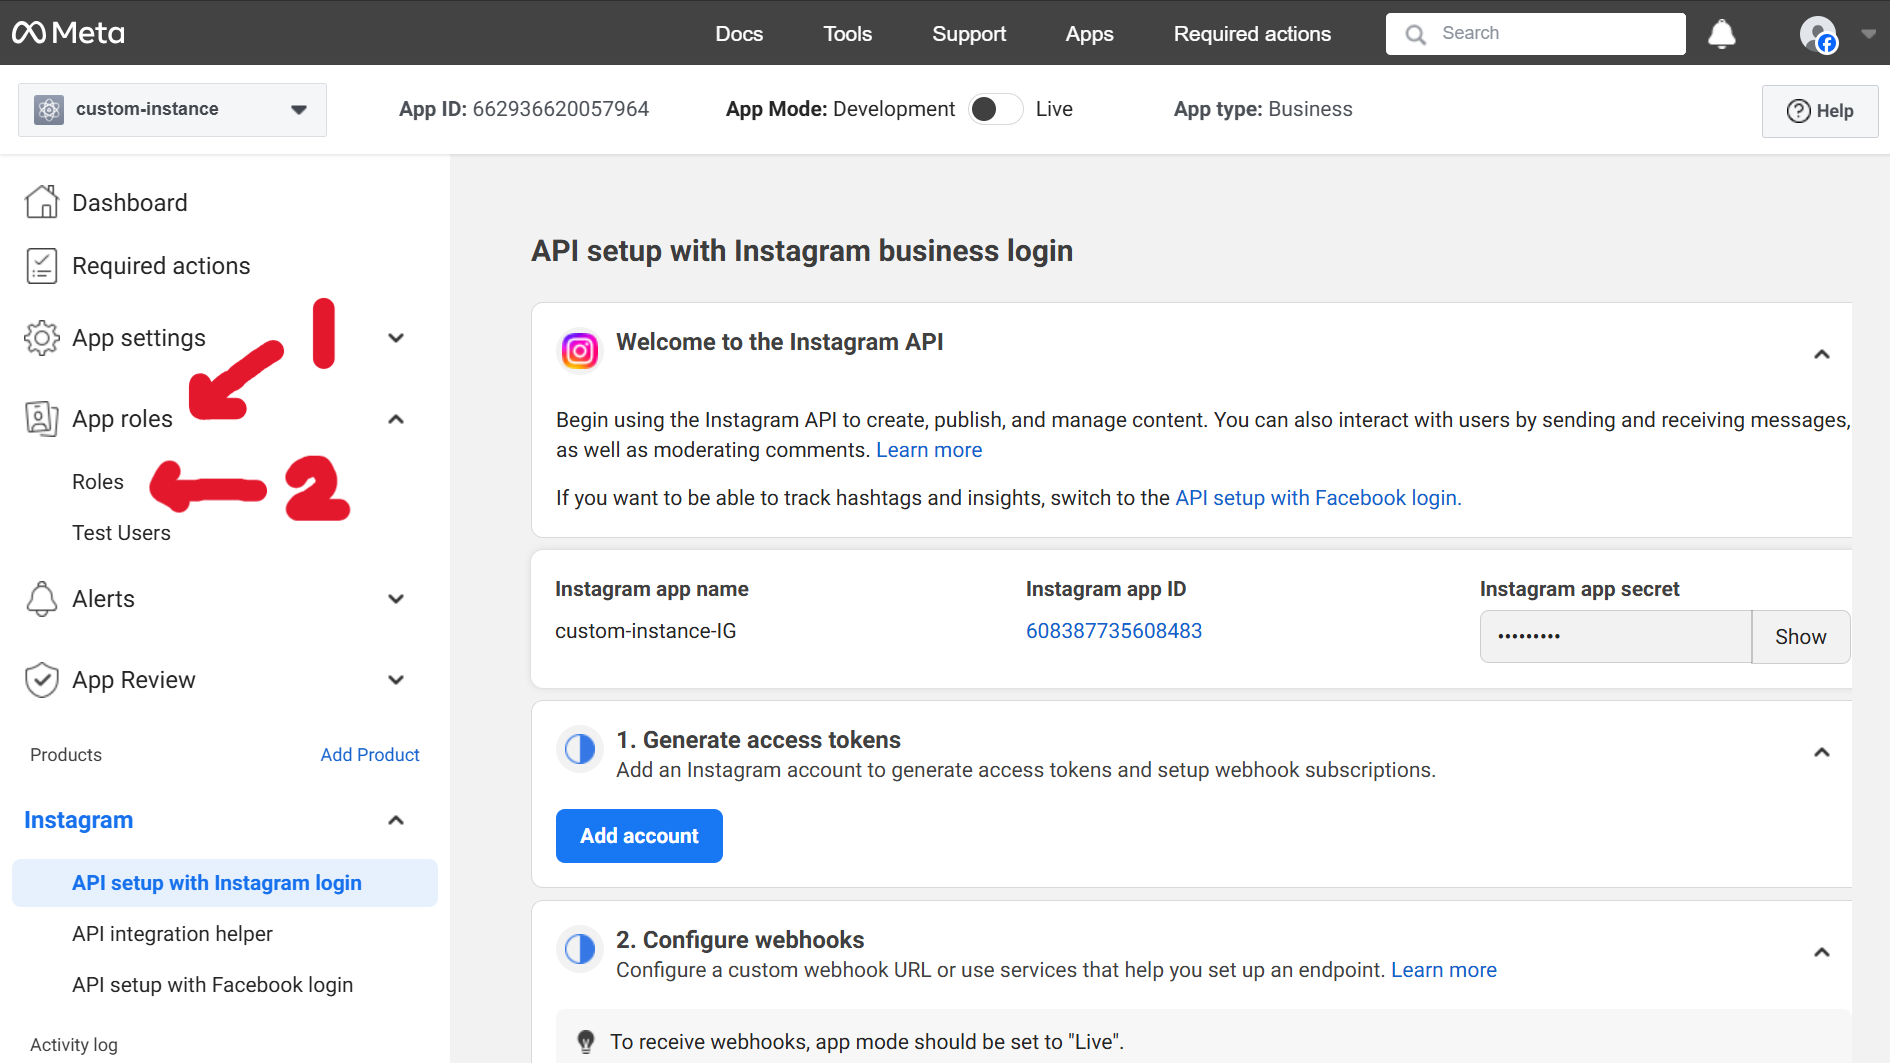 Meta
Docs
Tools
Support
Apps
Required actions
Search
custom-instance
App ID: 662936620057964
App Mode: Development
Live
App type: Business
Help
Dashboard
Required actions
App settings
1
App roles
Roles
2
Test Users
Alerts
App Review
Products
Add Product
Instagram
API setup with Instagram login
API integration helper
API setup with Facebook login
Activity log
API setup with Instagram business login
Welcome to the Instagram API
Begin using the Instagram API to create, publish, and manage content. You can also interact with users by sending and receiving messages,
as well as moderating comments. Learn more
If you want to be able to track hashtags and insights, switch to the API setup with Facebook login.
Instagram app name
custom-instance-IG
Instagram app ID
608387735608483
Instagram app secret
•••••••••
Show
1. Generate access tokens
Add an Instagram account to generate access tokens and setup webhook subscriptions.
Add account
2. Configure webhooks
Configure a custom webhook URL or use services that help you set up an endpoint. Learn more
To receive webhooks, app mode should be set to "Live".